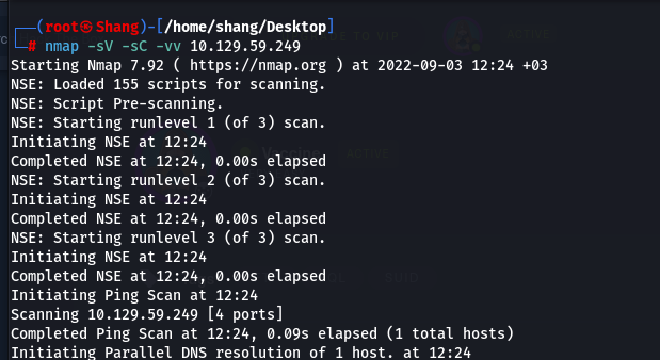 ┌──(root㉿Shang)-[/home/shang/Desktop]
└─# nmap -sV -sC -vv 10.129.59.249
Starting Nmap 7.92 ( https://nmap.org ) at 2022-09-03 12:24 +03
NSE: Loaded 155 scripts for scanning.
NSE: Script Pre-scanning.
NSE: Starting runlevel 1 (of 3) scan.
Initiating NSE at 12:24
Completed NSE at 12:24, 0.00s elapsed
NSE: Starting runlevel 2 (of 3) scan.
Initiating NSE at 12:24
Completed NSE at 12:24, 0.00s elapsed
NSE: Starting runlevel 3 (of 3) scan.
Initiating NSE at 12:24
Completed NSE at 12:24, 0.00s elapsed
Initiating Ping Scan at 12:24
Scanning 10.129.59.249 [4 ports]
Completed Ping Scan at 12:24, 0.09s elapsed (1 total hosts)
Initiating Parallel DNS resolution of 1 host. at 12:24